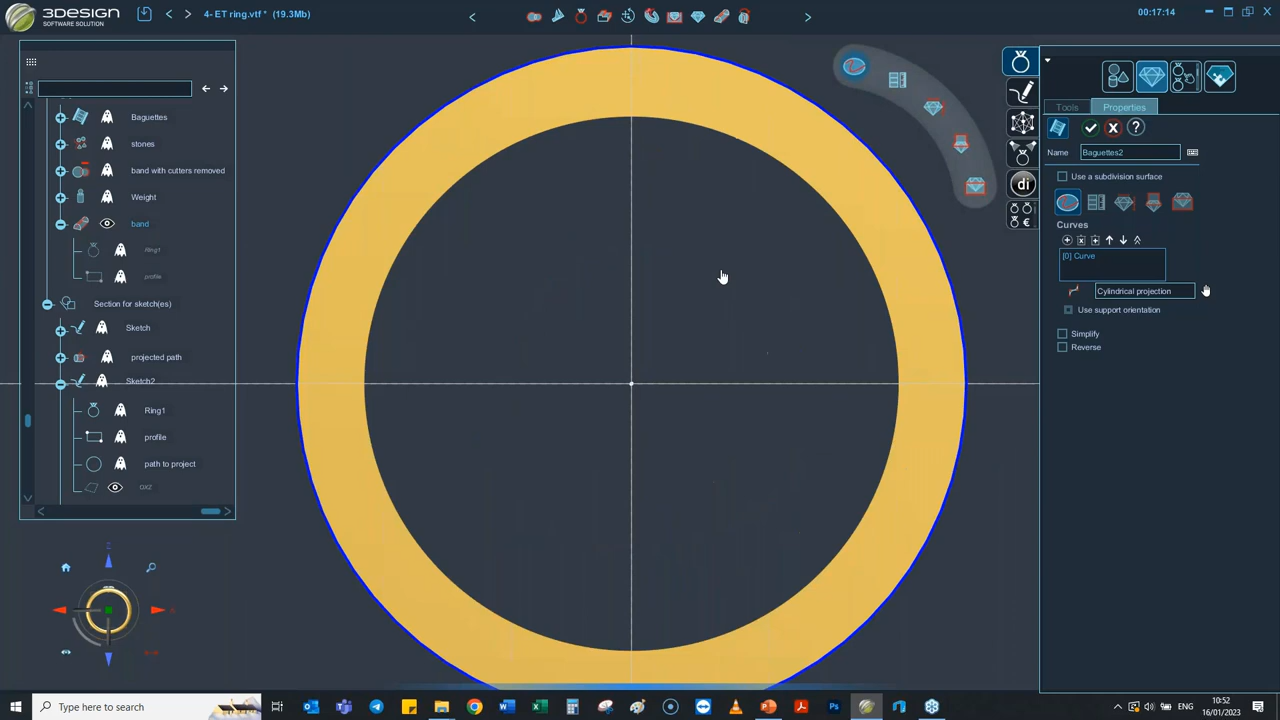 3DESIGN
SOFTWARE SOLUTION
4- ET ring.vtf * (19.3Mb)
00:17:14
Baguettes
stones
band with cutters removed
Weight
band
Ring1
profile
Section for sketch(es)
Sketch
projected path
Sketch2
Ring1
profile
path to project
OXZ
di
Tools
Properties
Name
Baguettes2
Use a subdivision surface
Curves
[0] Curve
Cylindrical projection
Use support orientation
Simplify
Reverse
Z
Type here to search
ENG
10:52
16/01/2023